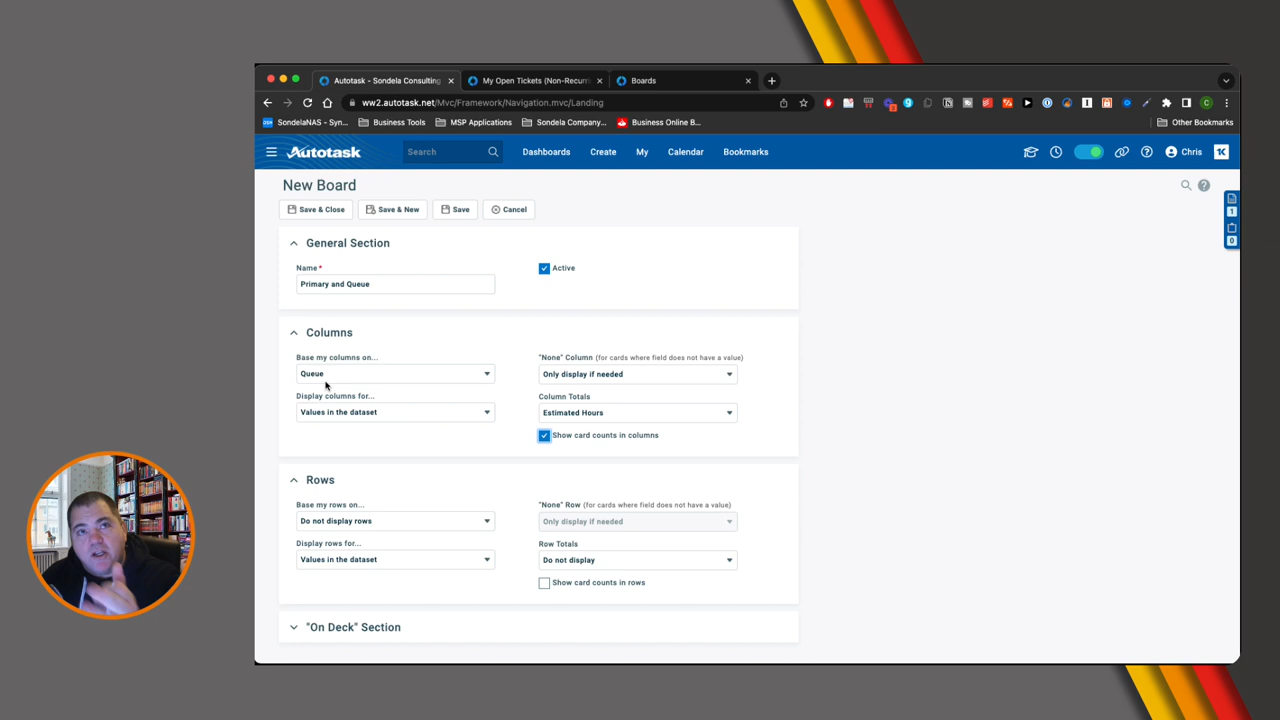 Autotask - Sondela Consulting
My Open Tickets (Non-Recurr
Boards
ww2.autotask.net/Mvc/Framework/Navigation.mvc/Landing
SondelaNAS - Syn...
Business Tools
MSP Applications
Sondela Company...
Business Online B...
Other Bookmarks
Autotask
Search
Dashboards
Create
My
Calendar
Bookmarks
Chris
New Board
Save & Close
Save & New
Save
Cancel
1
0
General Section
Name*
Active
Primary and Queue
Columns
Base my columns on...
"None" Column (for cards where field does not have a value)
Queue
Only display if needed
Display columns for...
Column Totals
Values in the dataset
Estimated Hours
Show card counts in columns
Rows
Base my rows on...
"None" Row (for cards where field does not have a value)
Do not display rows
Only display if needed
Display rows for...
Row Totals
Values in the dataset
Do not display
Show card counts in rows
"On Deck" Section